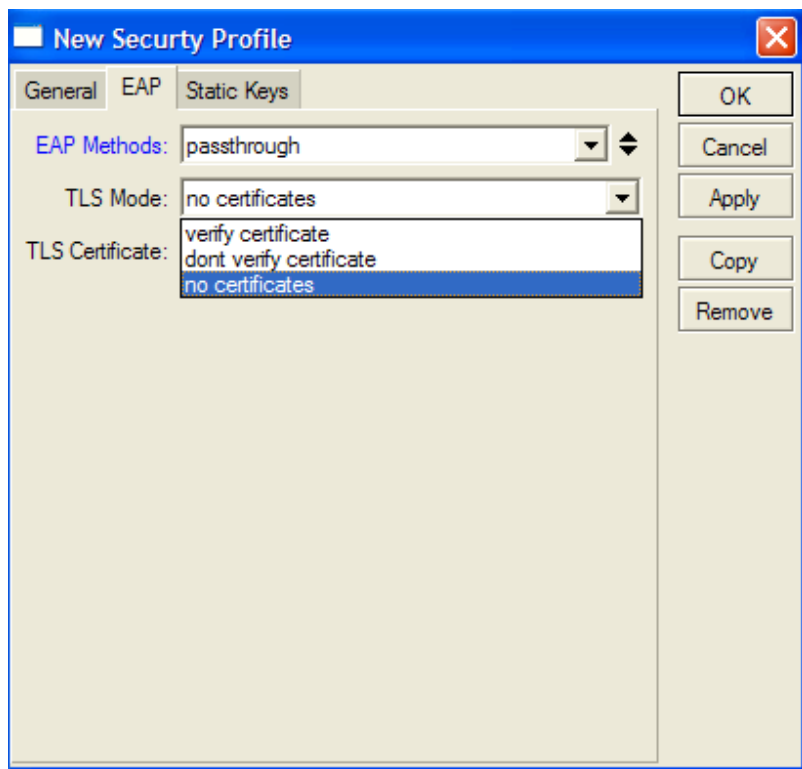 New Securty Profile
General EAP Static Keys
OK
EAP Methods: passthrough
Cancel
TLS Mode: no certificates
Apply
TLS Certificate:
verify certificate
dont verify certificate
no certificates
Copy
Remove